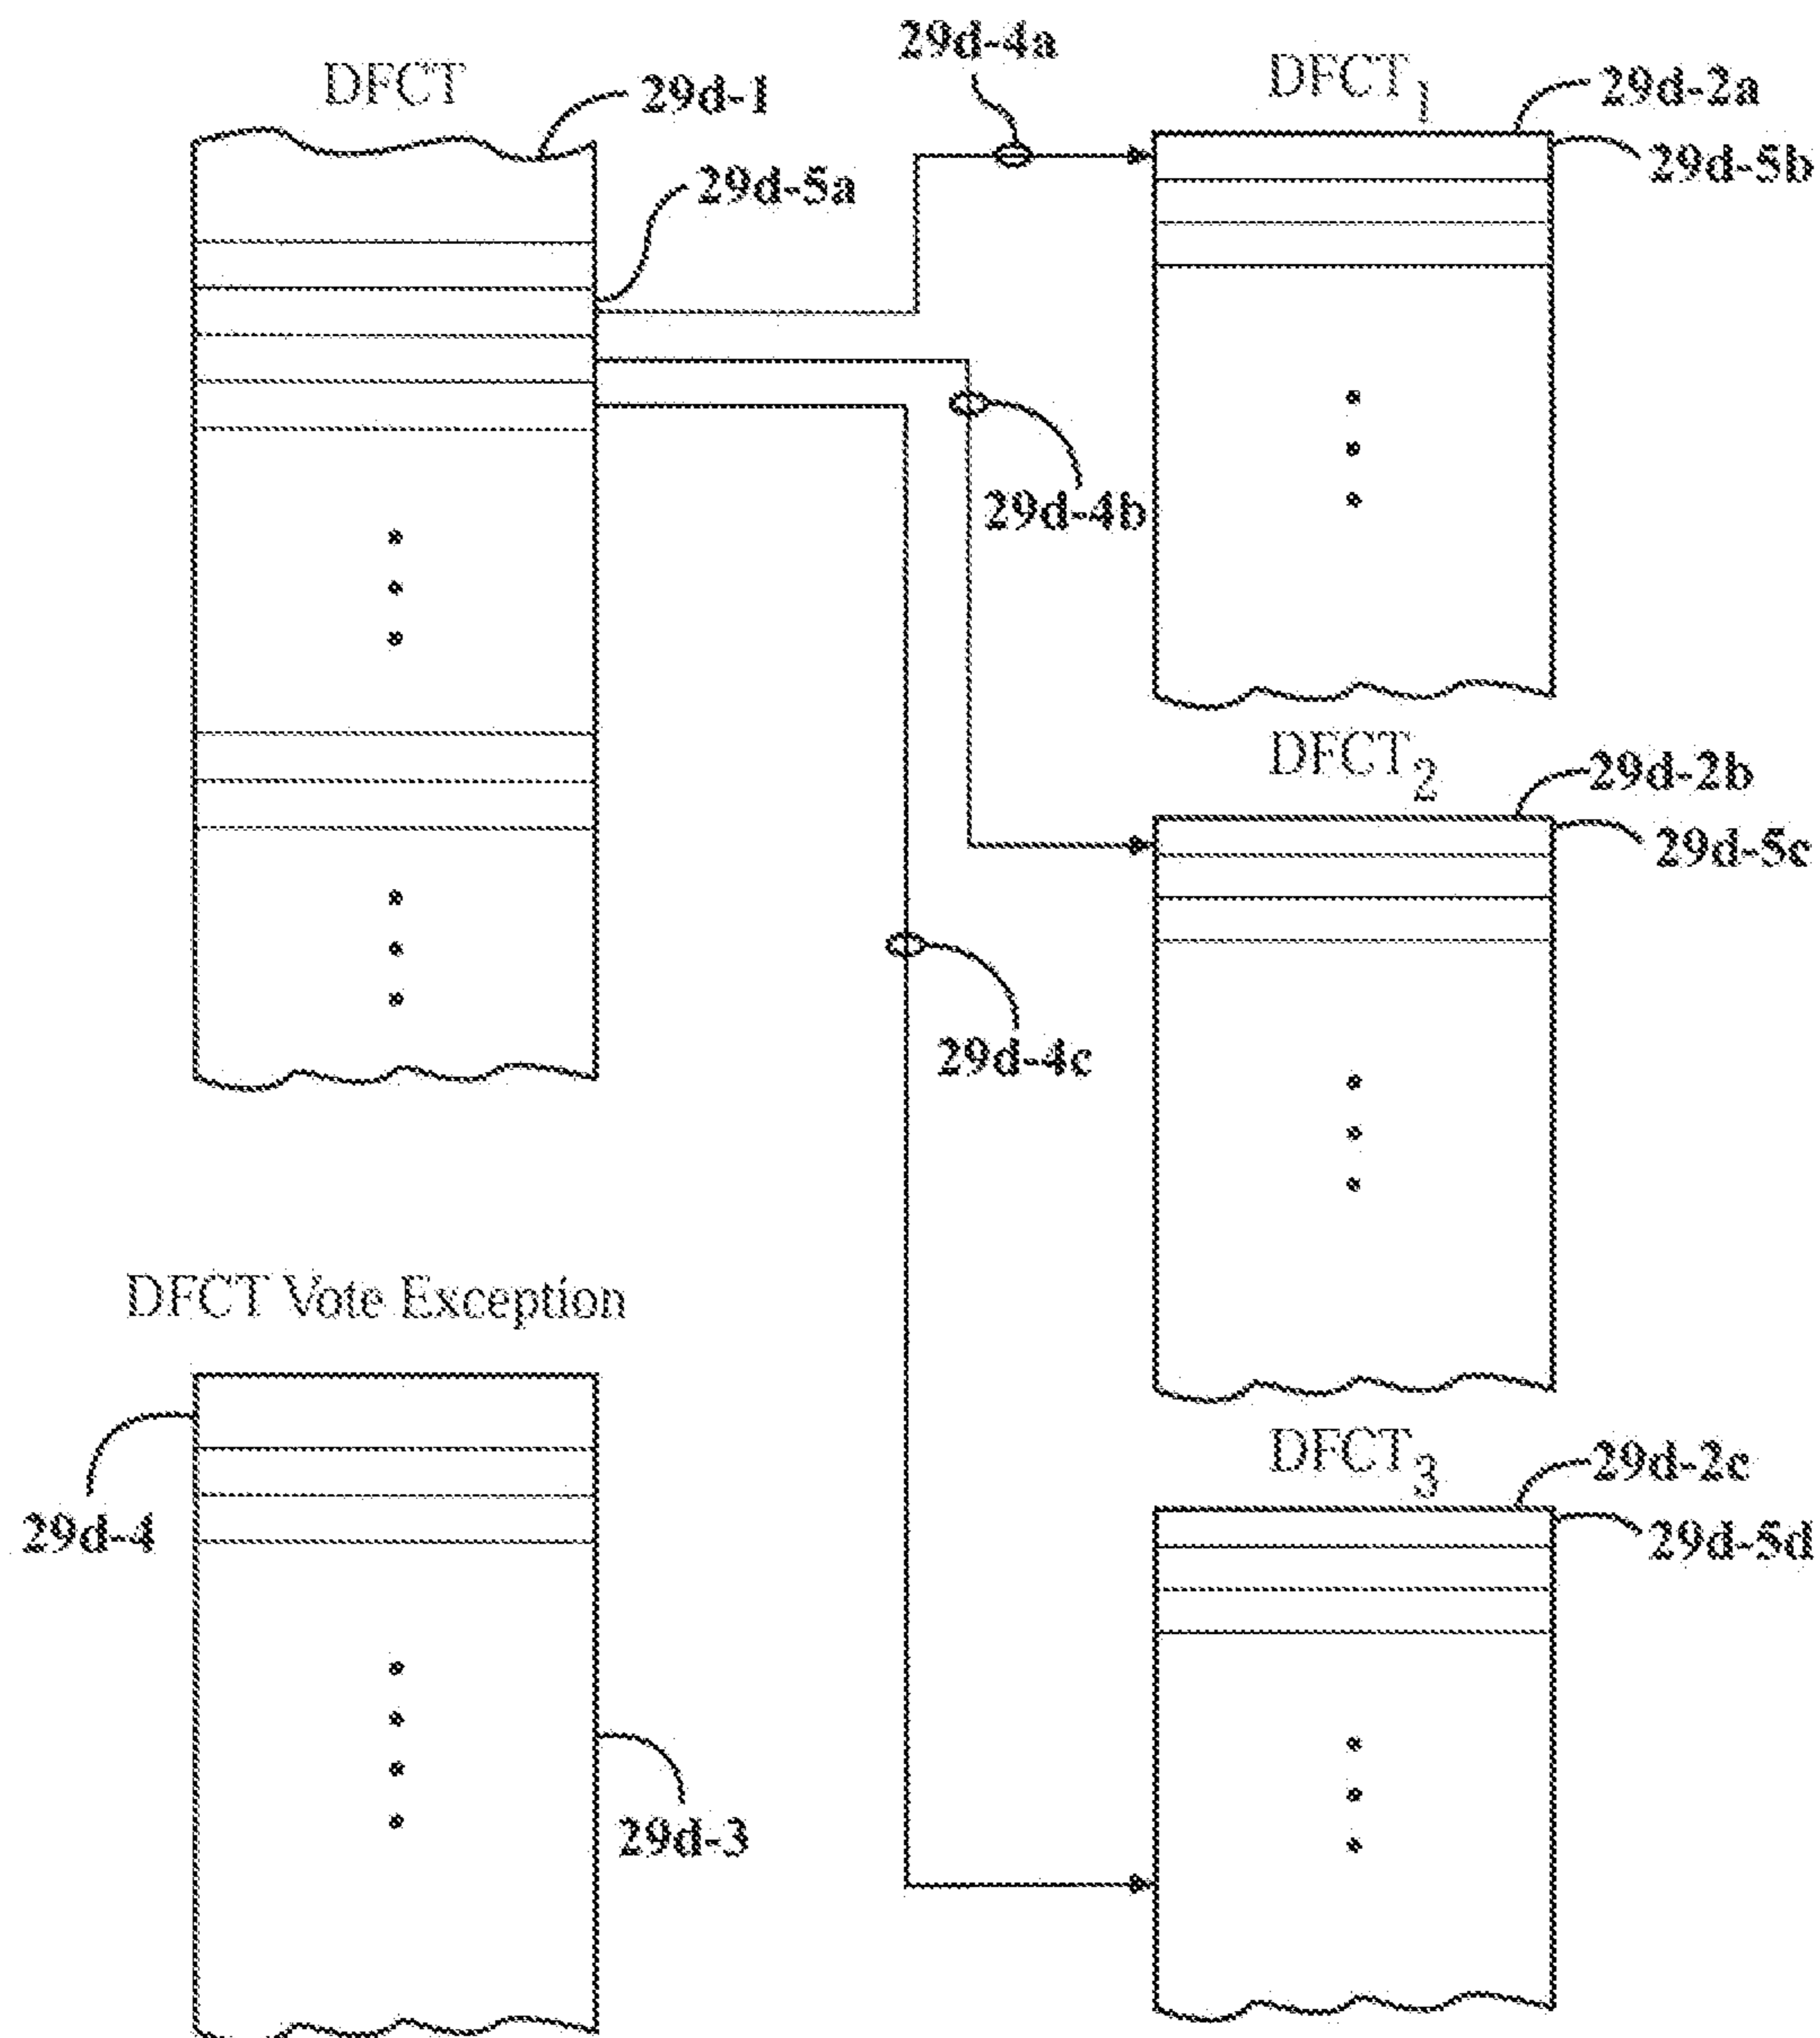 29d-4a
DFCT
29d-1
DFCT1
29d-2a
29d-5b
29d-5a
29d-4b
DFCT2
29d-2b
29d-5c
29d-4c
DFCT Vote Exception
DFCT3
29d-2c
29d-4
29d-5d
29d-3